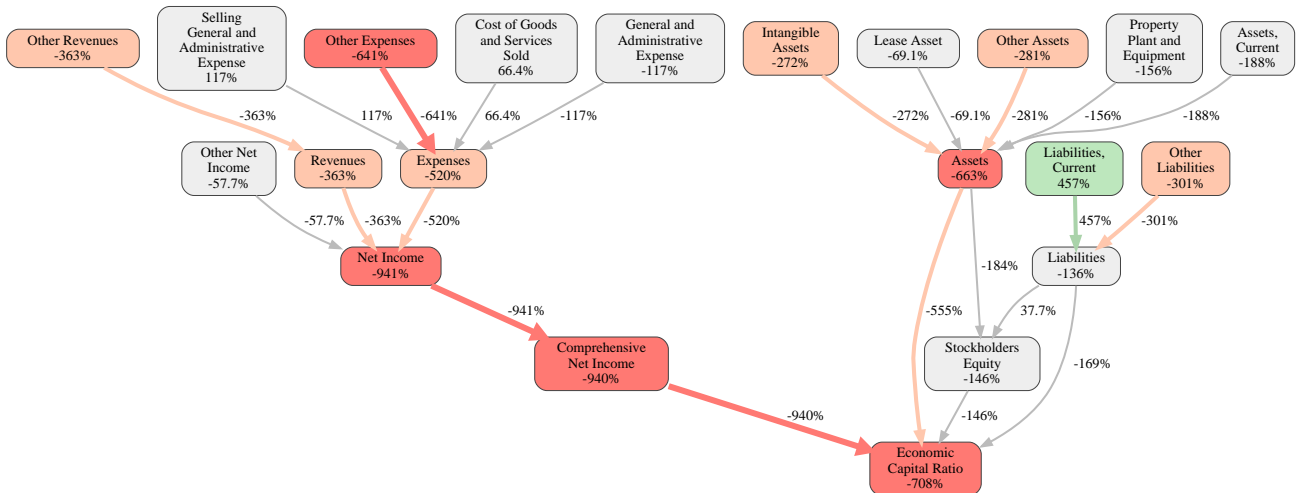 Other Revenues
-363%
Selling
General and
Administrative
Expense
117%
Other Expenses
-641%
Cost of Goods
and Services
Sold
66.4%
General and
Administrative
Expense
-117%
Intangible
Assets
-272%
Lease Asset
-69.1%
Other Assets
-281%
Property
Plant and
Equipment
-156%
Assets,
Current
-188%
-363%
117%
-641%
66.4%
-117%
-272%
-69.1%
-281%
-156%
-188%
Other Net
Income
-57.7%
Revenues
-363%
Expenses
-520%
Assets
-663%
Liabilities,
Current
457%
Other
Liabilities
-301%
-57.7%
-363%
-520%
457%
-301%
Net Income
-941%
-184%
Liabilities
-136%
-941%
-555%
37.7%
Comprehensive
Net Income
-940%
Stockholders
Equity
-146%
-169%
-940%
-146%
Economic
Capital Ratio
-708%